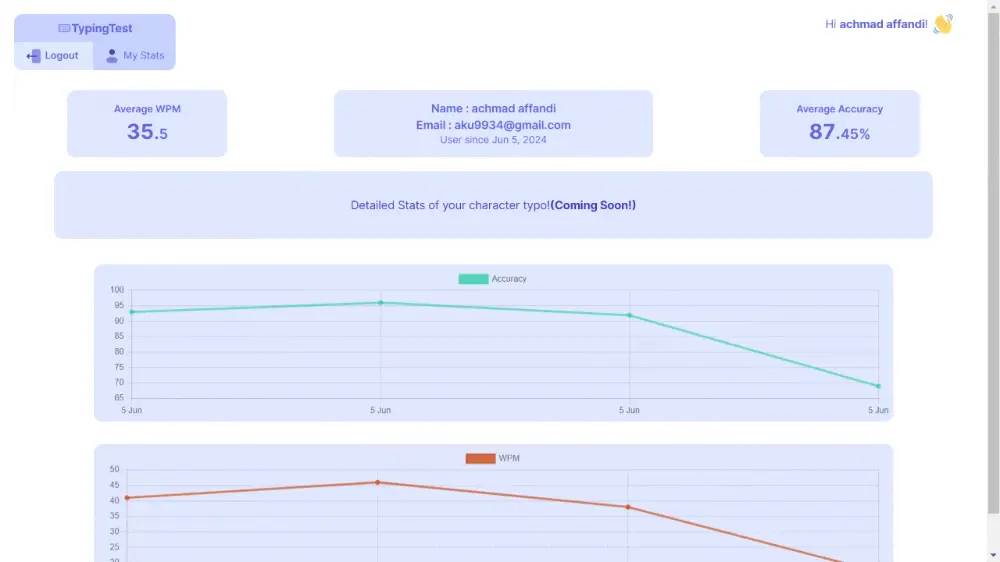 TypingTest
Logout
My Stats
Hi achmad affandi!
Average WPM
35.5
Name : achmad affandi
Email : aku9934@gmail.com
User since Jun 5, 2024
Average Accuracy
87.45%
Detailed Stats of your character typo!(Coming Soon!)
Accuracy
100
95
90
85
80
75
70
65
5 Jun 5 Jun 5 Jun 5 Jun
WPM
50
45
40
35
30
25
20